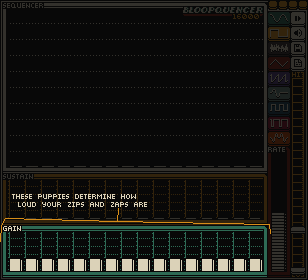 SEQUENCER
BLOOPQUENCER
16000
SUSTAIN
THESE PUPPIES DETERMINE HOW
LOUD YOUR ZIPS AND ZAPS ARE
GAIN
RATE